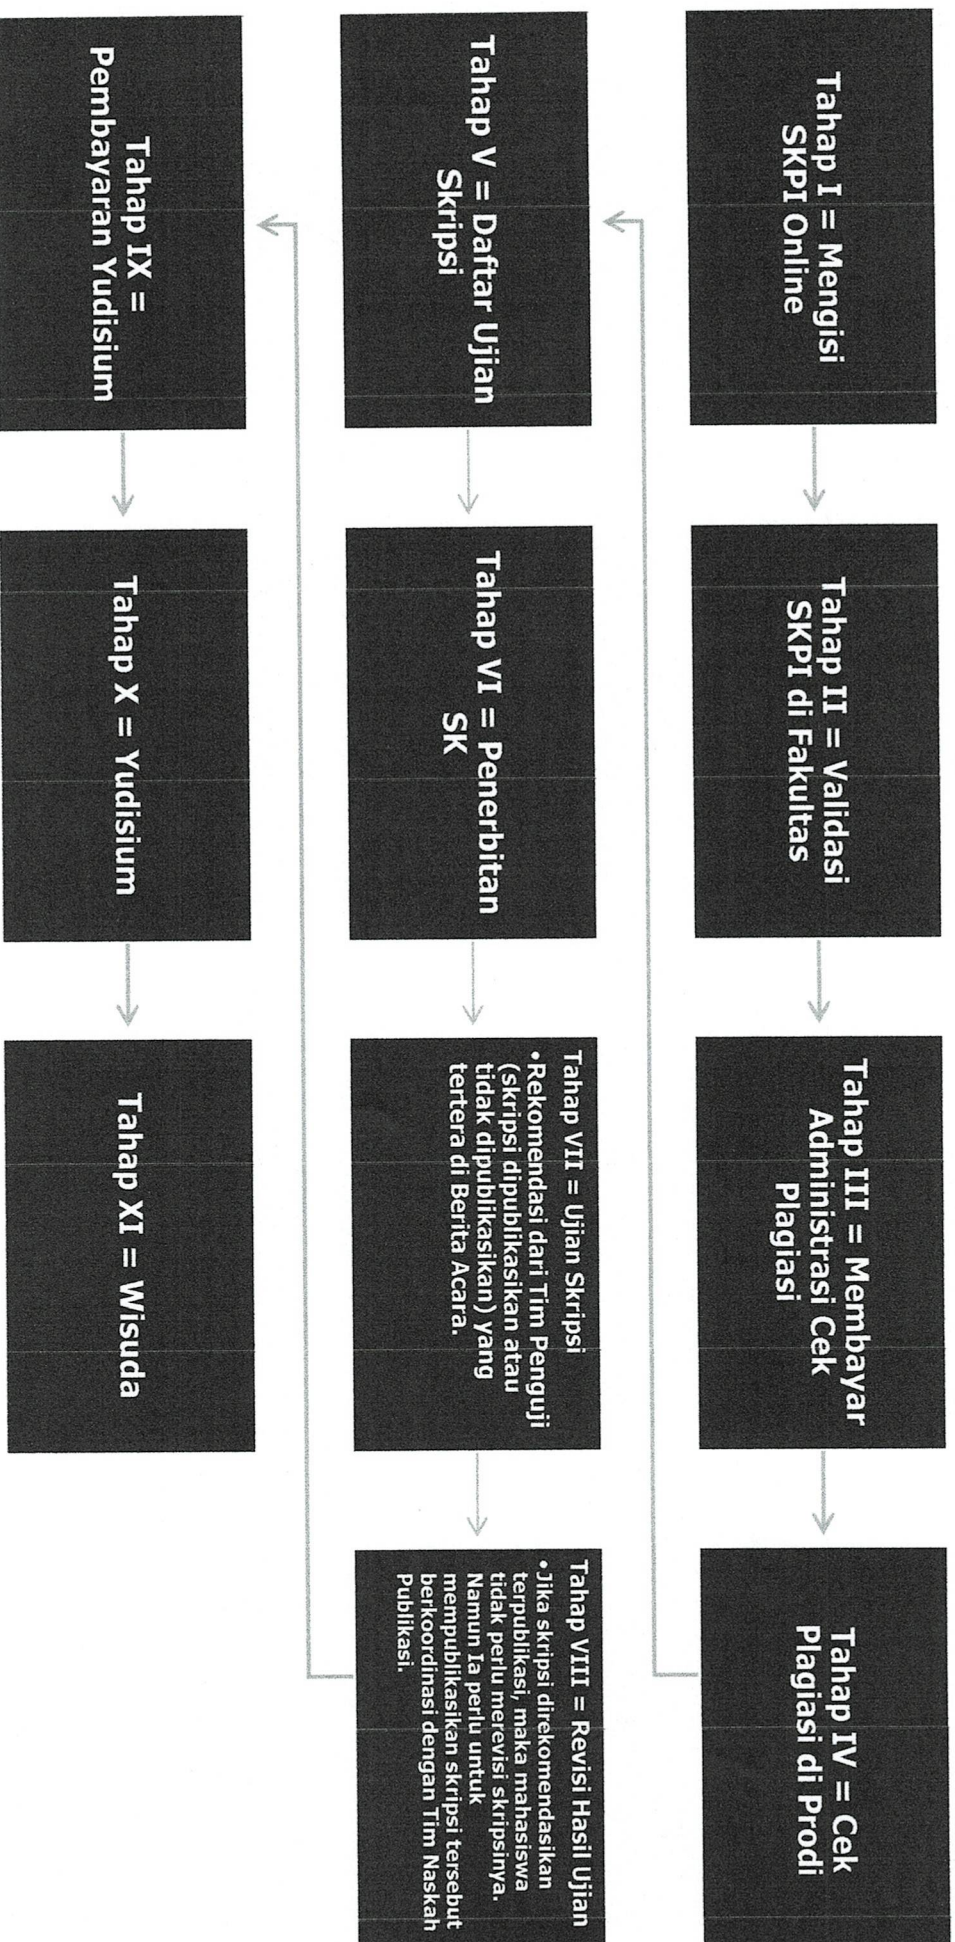 Tahap I = Mengisi
SKPI Online
Tahap II = Validasi
SKPI di Fakultas
Tahap III = Membayar
Administrasi Cek
Plagiasi
Tahap IV = Cek
Plagiasi di Prodi
Tahap V = Daftar Ujian
Skripsi
Tahap VI = Penerbitan
SK
Tahap VII = Ujian Skripsi
•Rekomendasi dari Tim Penguji
(skripsi dipublikasikan atau
tidak dipublikasikan) yang
tertera di Berita Acara.
Tahap VIII = Revisi Hasil Ujian
•Jika skripsi direkomendasikan
terpublikasi, maka mahasiswa
tidak perlu merevisi skripsinya.
Namun Ia perlu untuk
mempublikasikan skripsi tersebut
berkoordinasi dengan Tim Naskah
Publikasi.
Tahap IX =
Pembayaran Yudisium
Tahap X = Yudisium
Tahap XI = Wisuda